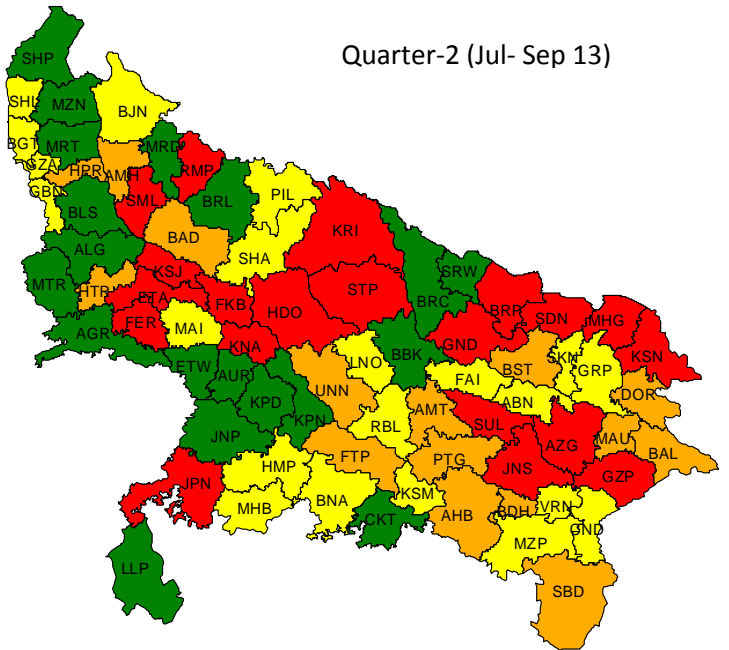 Quarter-2 (Jul- Sep 13)
SHP
SHL
MZN
BJN
BGT
MRT
MRD
GZA
HPR
AMH
RMP
GBN
SML
BRL
PIL
BLS
KRI
BAD
ALG
SHA
SRW
KSJ
MTR
HTR
STP
BRC
ETA
FKB
BRP
FER
HDO
SDN
MHG
MAI
AGR
KNA
GND
KSN
LNO
BBK
SKN
ETW
AUR
BST
GRP
UNN
FAI
KPD
ABN
DOR
AMT
KPN
RBL
SUL
JNP
MAU
AZG
BAL
FTP
PTG
HMP
JNS
GZP
JPN
KSM
BNA
MHB
BDH
VRN
AHB
CKT
GND
MZP
LLP
SBD